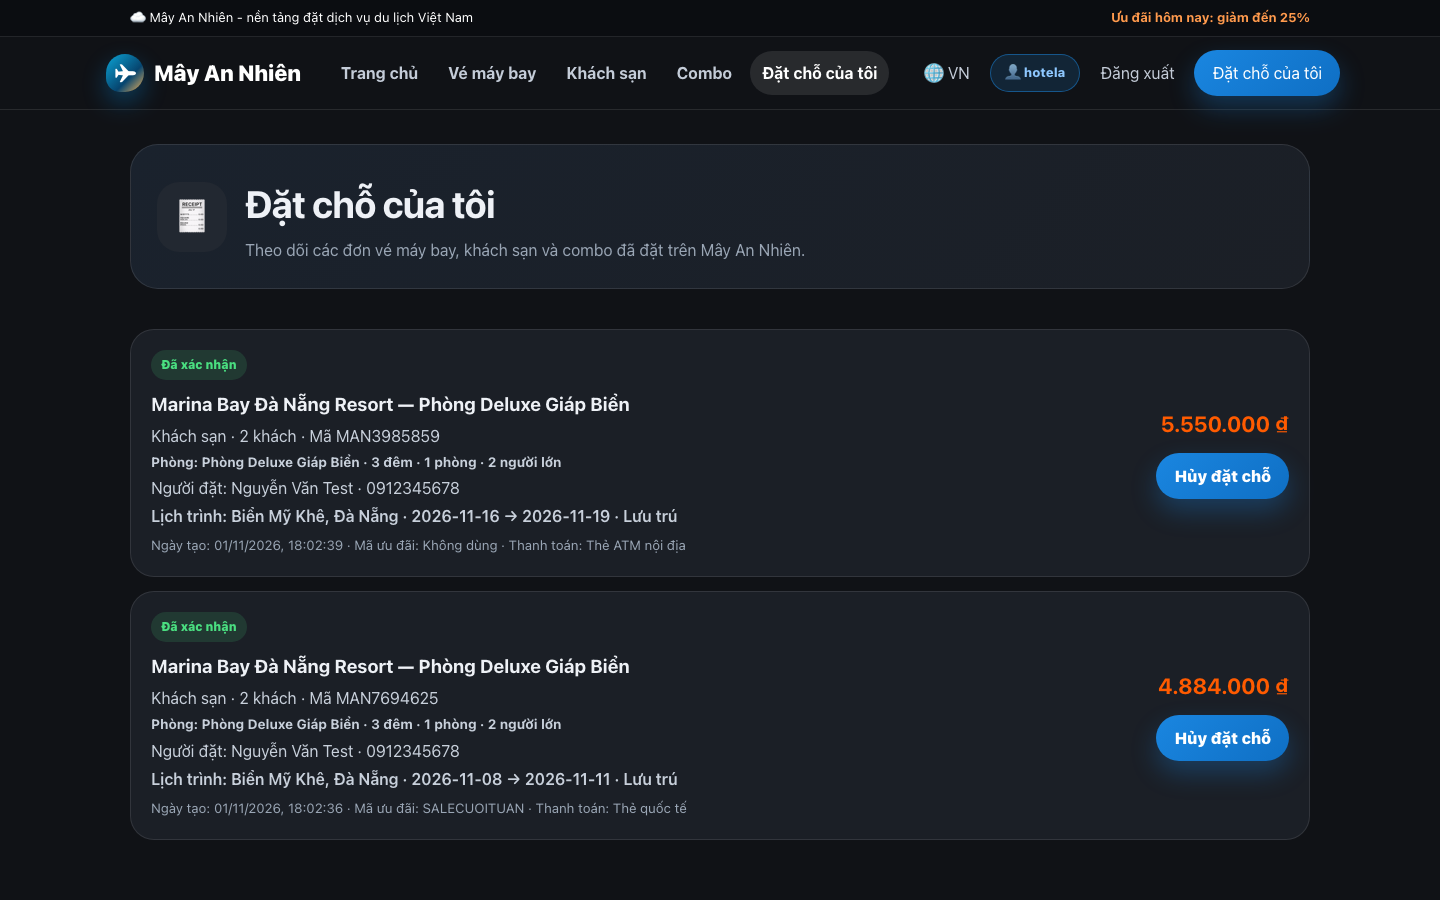 Mây An Nhiên - nền tảng đặt dịch vụ du lịch Việt Nam
Ưu đãi hôm nay: giảm đến 25%
Mây An Nhiên
Trang chủ
Vé máy bay
Khách sạn
Combo
Đặt chỗ của tôi
VN
hotela
Đăng xuất
Đặt chỗ của tôi
RECEIPT
Đặt chỗ của tôi
Theo dõi các đơn vé máy bay, khách sạn và combo đã đặt trên Mây An Nhiên.
Đã xác nhận
Marina Bay Đà Nẵng Resort — Phòng Deluxe Giáp Biển
Khách sạn · 2 khách · Mã MAN3985859
Phòng: Phòng Deluxe Giáp Biển · 3 đêm · 1 phòng · 2 người lớn
Người đặt: Nguyễn Văn Test · 0912345678
Lịch trình: Biển Mỹ Khê, Đà Nẵng · 2026-11-16 → 2026-11-19 · Lưu trú
Ngày tạo: 01/11/2026, 18:02:39 · Mã ưu đãi: Không dùng · Thanh toán: Thẻ ATM nội địa
5.550.000 ₫
Hủy đặt chỗ
Đã xác nhận
Marina Bay Đà Nẵng Resort — Phòng Deluxe Giáp Biển
Khách sạn · 2 khách · Mã MAN7694625
Phòng: Phòng Deluxe Giáp Biển · 3 đêm · 1 phòng · 2 người lớn
Người đặt: Nguyễn Văn Test · 0912345678
Lịch trình: Biển Mỹ Khê, Đà Nẵng · 2026-11-08 → 2026-11-11 · Lưu trú
Ngày tạo: 01/11/2026, 18:02:36 · Mã ưu đãi: SALECUOITUAN · Thanh toán: Thẻ quốc tế
4.884.000 ₫
Hủy đặt chỗ